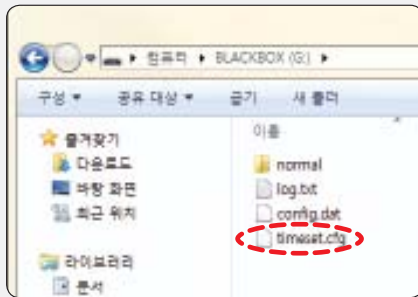 컴퓨터 ▸ BLACKBOX (G:) ▸
구성 공유 대상 굽기 새 폴더
즐겨찾기
다운로드
바탕 화면
최근 위치
라이브러리
문서
이름
normal
log.txt
config.dat
timeset.cfg